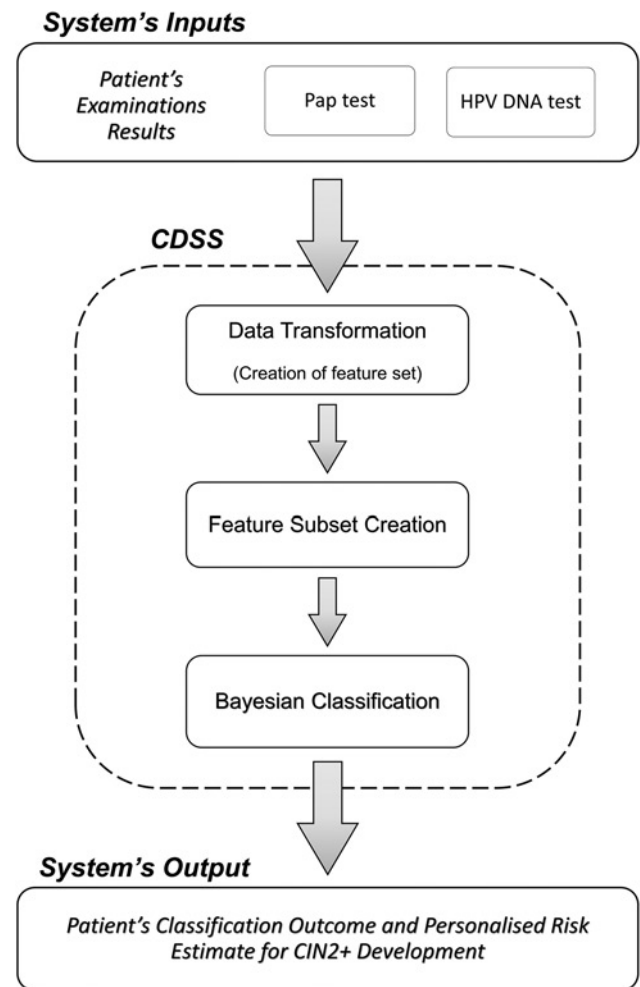 System's Inputs
Patient's
Examinations
Results
Pap test
HPV DNA test
CDSS
Data Transformation
(Creation of feature set)
Feature Subset Creation
Bayesian Classification
System's Output
Patient's Classification Outcome and Personalised Risk
Estimate for CIN2+ Development